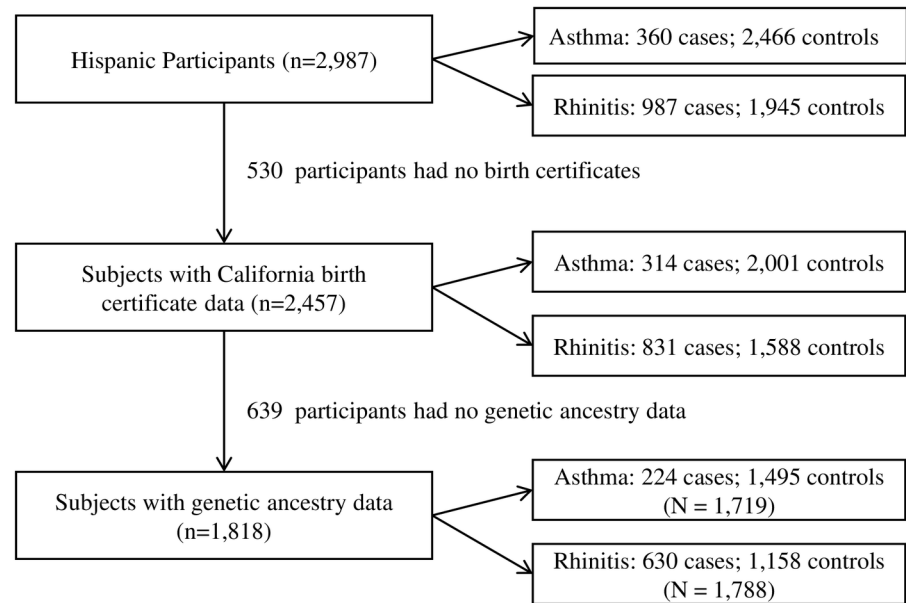 Hispanic Participants (n=2,987)
Asthma: 360 cases; 2,466 controls
Rhinitis: 987 cases; 1,945 controls
530 participants had no birth certificates
Subjects with California birth
certificate data (n=2,457)
Asthma: 314 cases; 2,001 controls
Rhinitis: 831 cases; 1,588 controls
639 participants had no genetic ancestry data
Subjects with genetic ancestry data
(n=1,818)
Asthma: 224 cases; 1,495 controls
(N = 1,719)
Rhinitis: 630 cases; 1,158 controls
(N = 1,788)